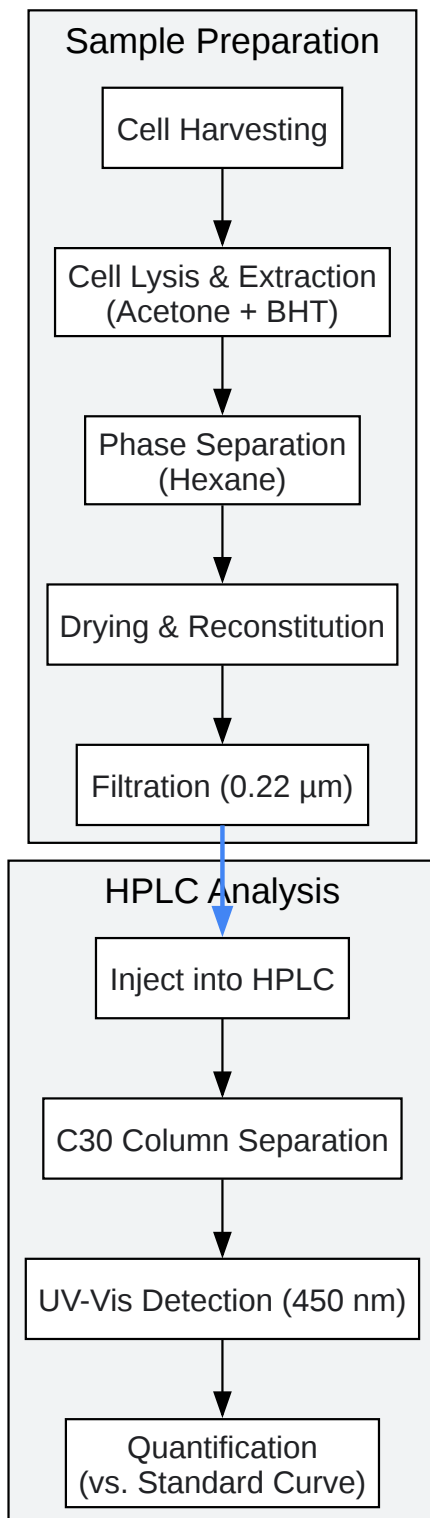 Sample Preparation
Cell Harvesting
Cell Lysis & Extraction
(Acetone + BHT)
Phase Separation
(Hexane)
Drying & Reconstitution
Filtration (0.22 µm)
HPLC Analysis
Inject into HPLC
C30 Column Separation
UV-Vis Detection (450 nm)
Quantification
(vs. Standard Curve)